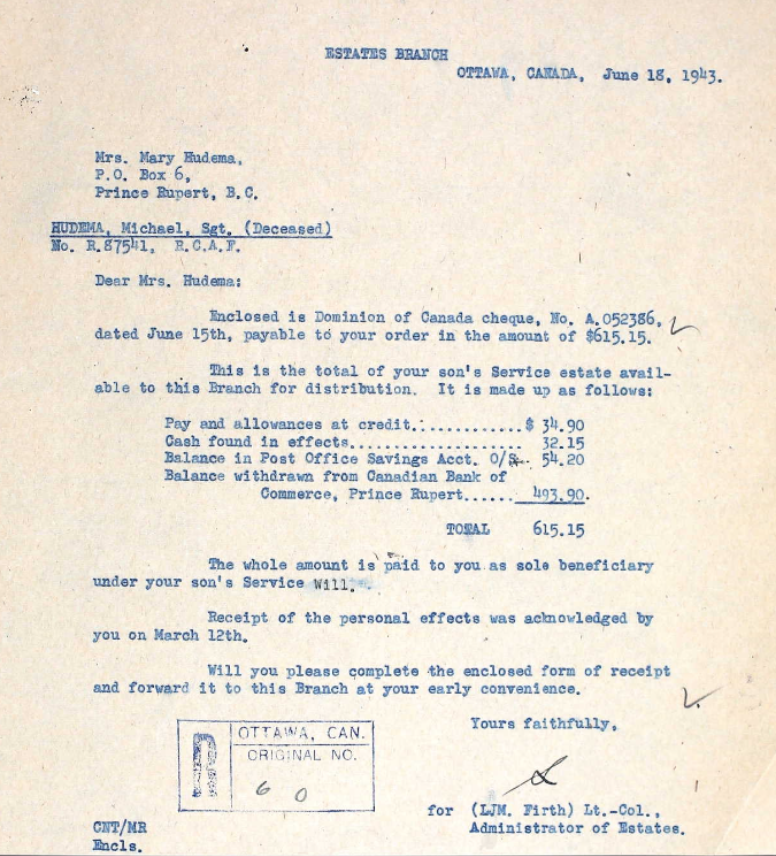 ESTATES BRANCH
OTTAWA, CANADA, June 18, 1943.
Mrs. Mary Hudema,
P.O. Box 6,
Prince Rupert, B.C.
HUDEMA, Michael, Sgt. (Deceased)
No. R.87541, R.C.A.F.
Dear Mrs. Hudema:
Enclosed is Dominion of Canada cheque, No. A.052386,
dated June 15th, payable to your order in the amount of $615.15.
This is the total of your son's Service estate avail-
able to this Branch for distribution. It is made up as follows:
Pay and allowances at credit.............$ 34.90
Cash found in effects.................... 32.15
Balance in Post Office Savings Acct. O/S. 54.20
Balance withdrawn from Canadian Bank of
Commerce, Prince Rupert...... 493.90.
TOTAL 615.15
The whole amount is paid to you as sole beneficiary
under your son's Service Will.
Receipt of the personal effects was acknowledged by
you on March 12th.
Will you please complete the enclosed form of receipt
and forward it to this Branch at your early convenience.
Yours faithfully,
R
OTTAWA, CAN.
ORIGINAL NO.
6 0
for (LJM. Firth) Lt.-Col.,
Administrator of Estates.
CNT/MR
Encls.